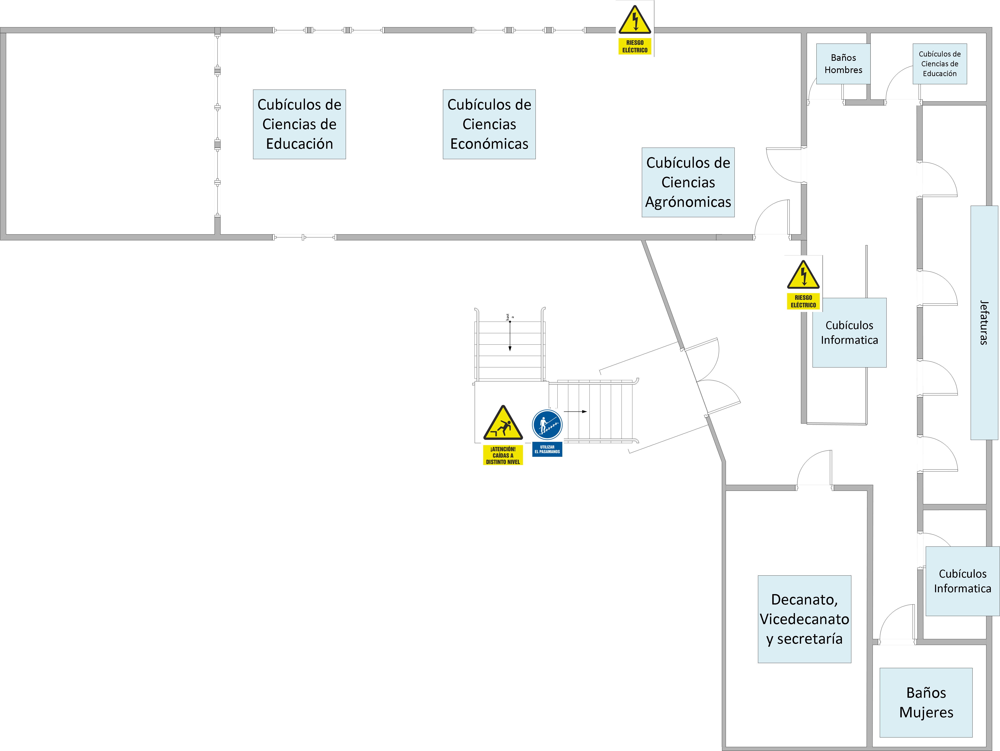 RIESGO
ELÉCTRICO
Baños
Hombres
Cubículos de
Ciencias de
Educación
Cubículos de
Ciencias de
Educación
Cubículos de
Ciencias
Económicas
Cubículos de
Ciencias
Agrónomicas
RIESGO
ELÉCTRICO
Cubículos
Informatica
Jefaturas
hast
a
¡ATENCIÓN!
CAÍDAS A
DISTINTO NIVEL
UTILIZAR
EL PASAMANOS
Cubículos
Informatica
Decanato,
Vicedecanato
y secretaría
Baños
Mujeres